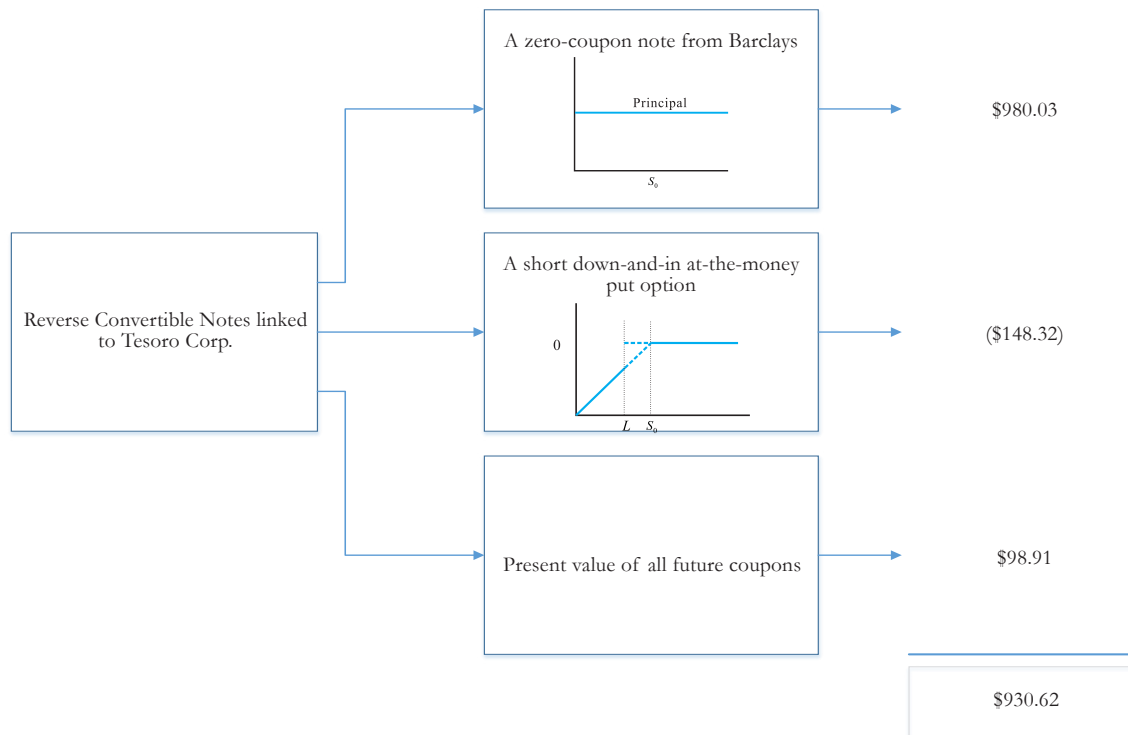 A zero-coupon note from Barclays
Principal
S₀
$980.03
Reverse Convertible Notes linked
to Tesoro Corp.
A short down-and-in at-the-money
put option
0
L S₀
($148.32)
Present value of all future coupons
$98.91
$930.62